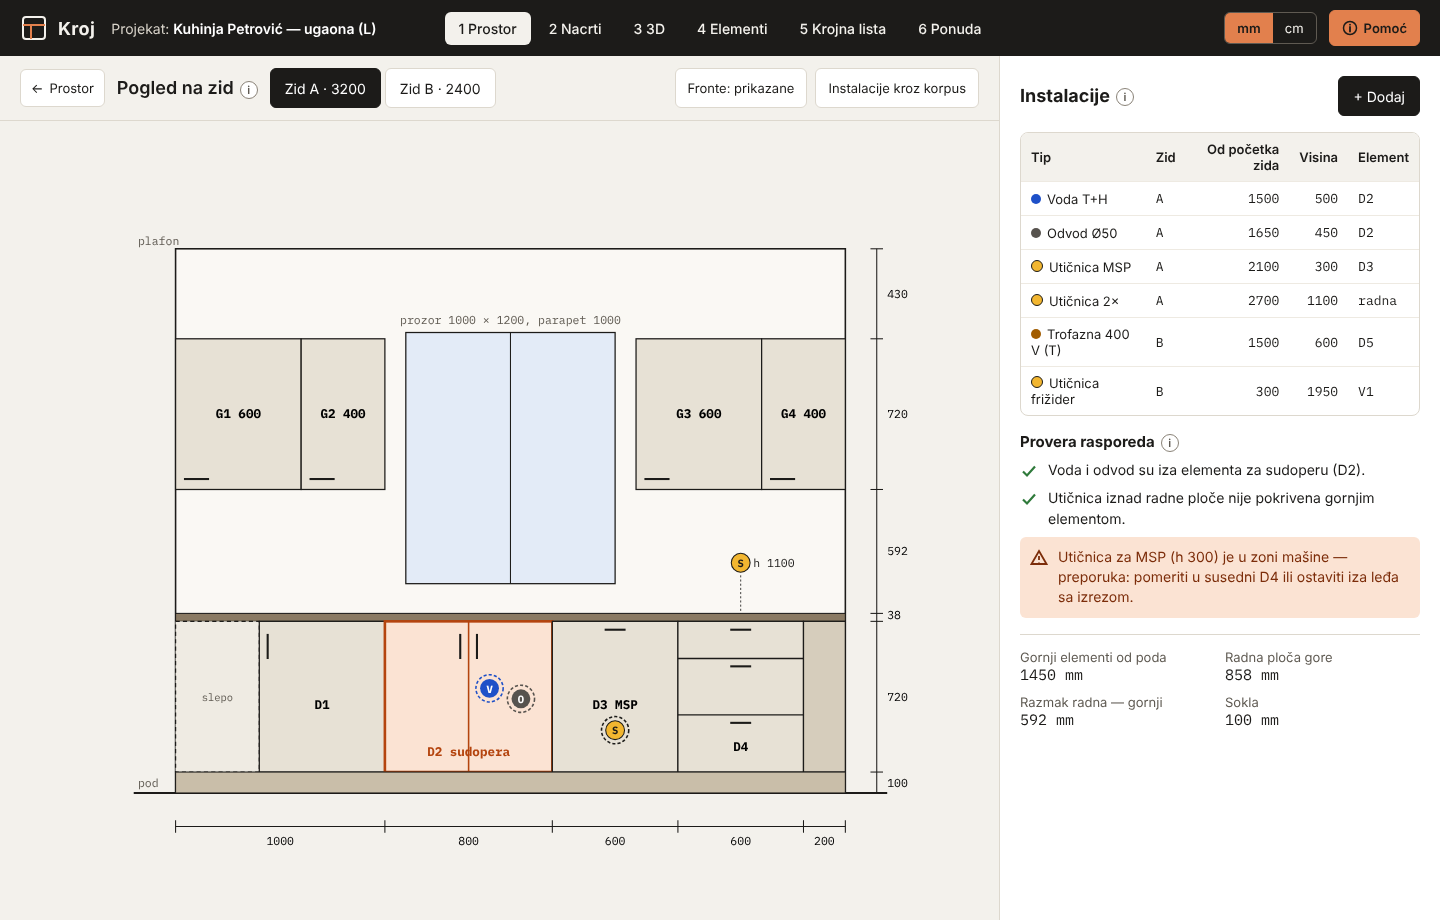 Kroj
Projekat: Kuhinja Petrović — ugaona (L)
1 Prostor
2 Nacrti
3 3D
4 Elementi
5 Krojna lista
6 Ponuda
mm
cm
Pomoć
← Prostor
Pogled na zid i
Zid A · 3200
Zid B · 2400
Fronte: prikazane
Instalacije kroz korpus
plafon
prozor 1000 × 1200, parapet 1000
G1 600
G2 400
G3 600
G4 400
S h 1100
slepo
D1
V
O
D2 sudopera
D3 MSP
S
D4
pod
430
720
592
38
720
100
1000
800
600
600
200
Instalacije i
+ Dodaj
Tip Zid Od početka zida Visina Element
Voda T+H A 1500 500 D2
Odvod Ø50 A 1650 450 D2
Utičnica MSP A 2100 300 D3
Utičnica 2× A 2700 1100 radna
Trofazna 400 V (T) B 1500 600 D5
Utičnica frižider B 300 1950 V1
Provera rasporeda i
Voda i odvod su iza elementa za sudoperu (D2).
Utičnica iznad radne ploče nije pokrivena gornjim
elementom.
Utičnica za MSP (h 300) je u zoni mašine —
preporuka: pomeriti u susedni D4 ili ostaviti iza leđa
sa izrezom.
Gornji elementi od poda
1450 mm
Radna ploča gore
858 mm
Razmak radna — gornji
592 mm
Sokla
100 mm